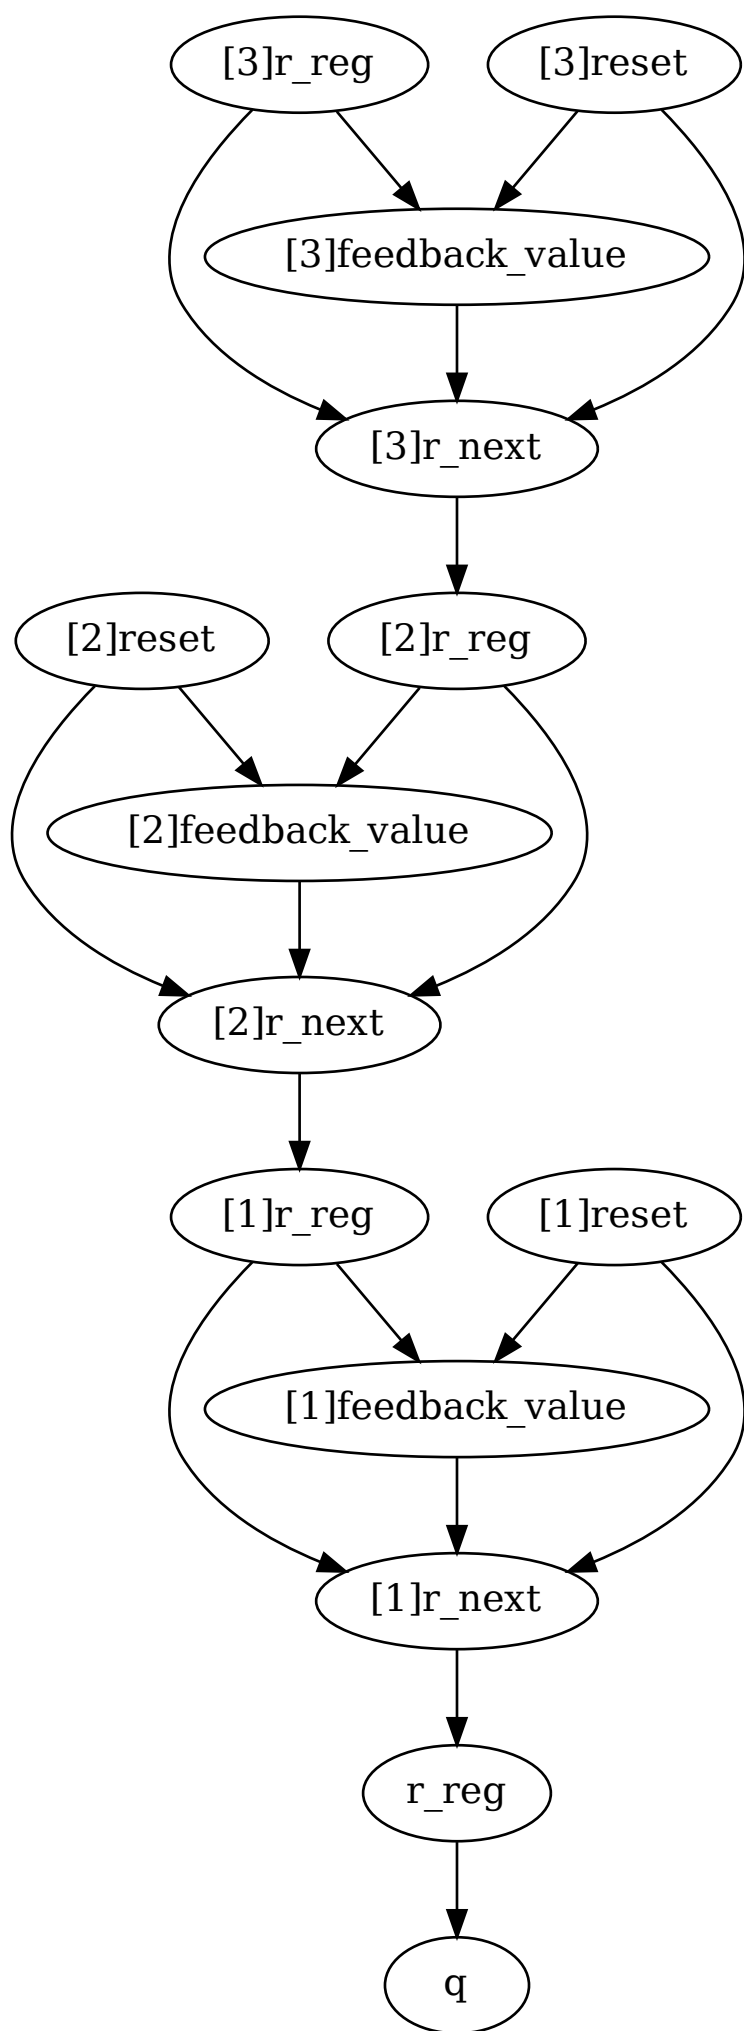 [3]r_reg
[3]reset
[3]feedback_value
[3]r_next
[2]reset
[2]r_reg
[2]feedback_value
[2]r_next
[1]r_reg
[1]reset
[1]feedback_value
[1]r_next
r_reg
q